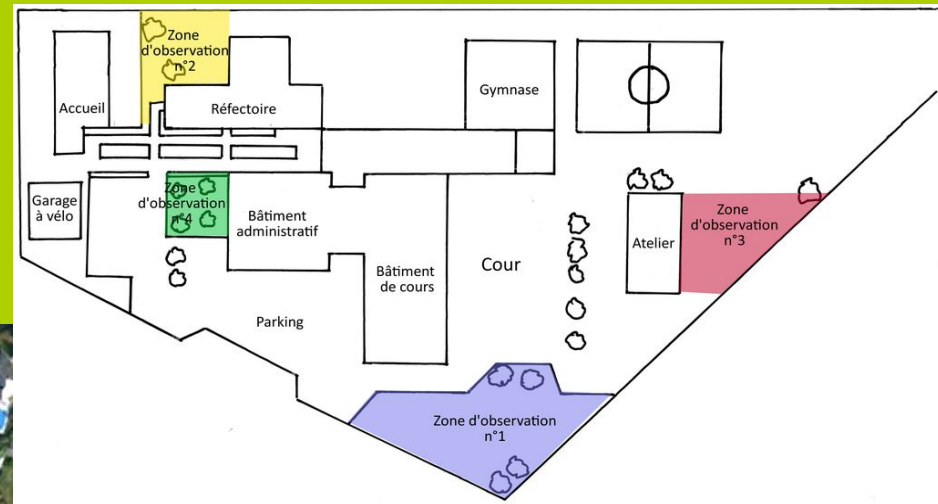 Zone
d'observation
n°2
Accueil
Réfectoire
Gymnase
Garage
à vélo
Zone
d'observation
n°4
Bâtiment
administratif
Bâtiment
de cours
Cour
Atelier
Zone
d'observation
n°3
Parking
Zone d'observation
n°1